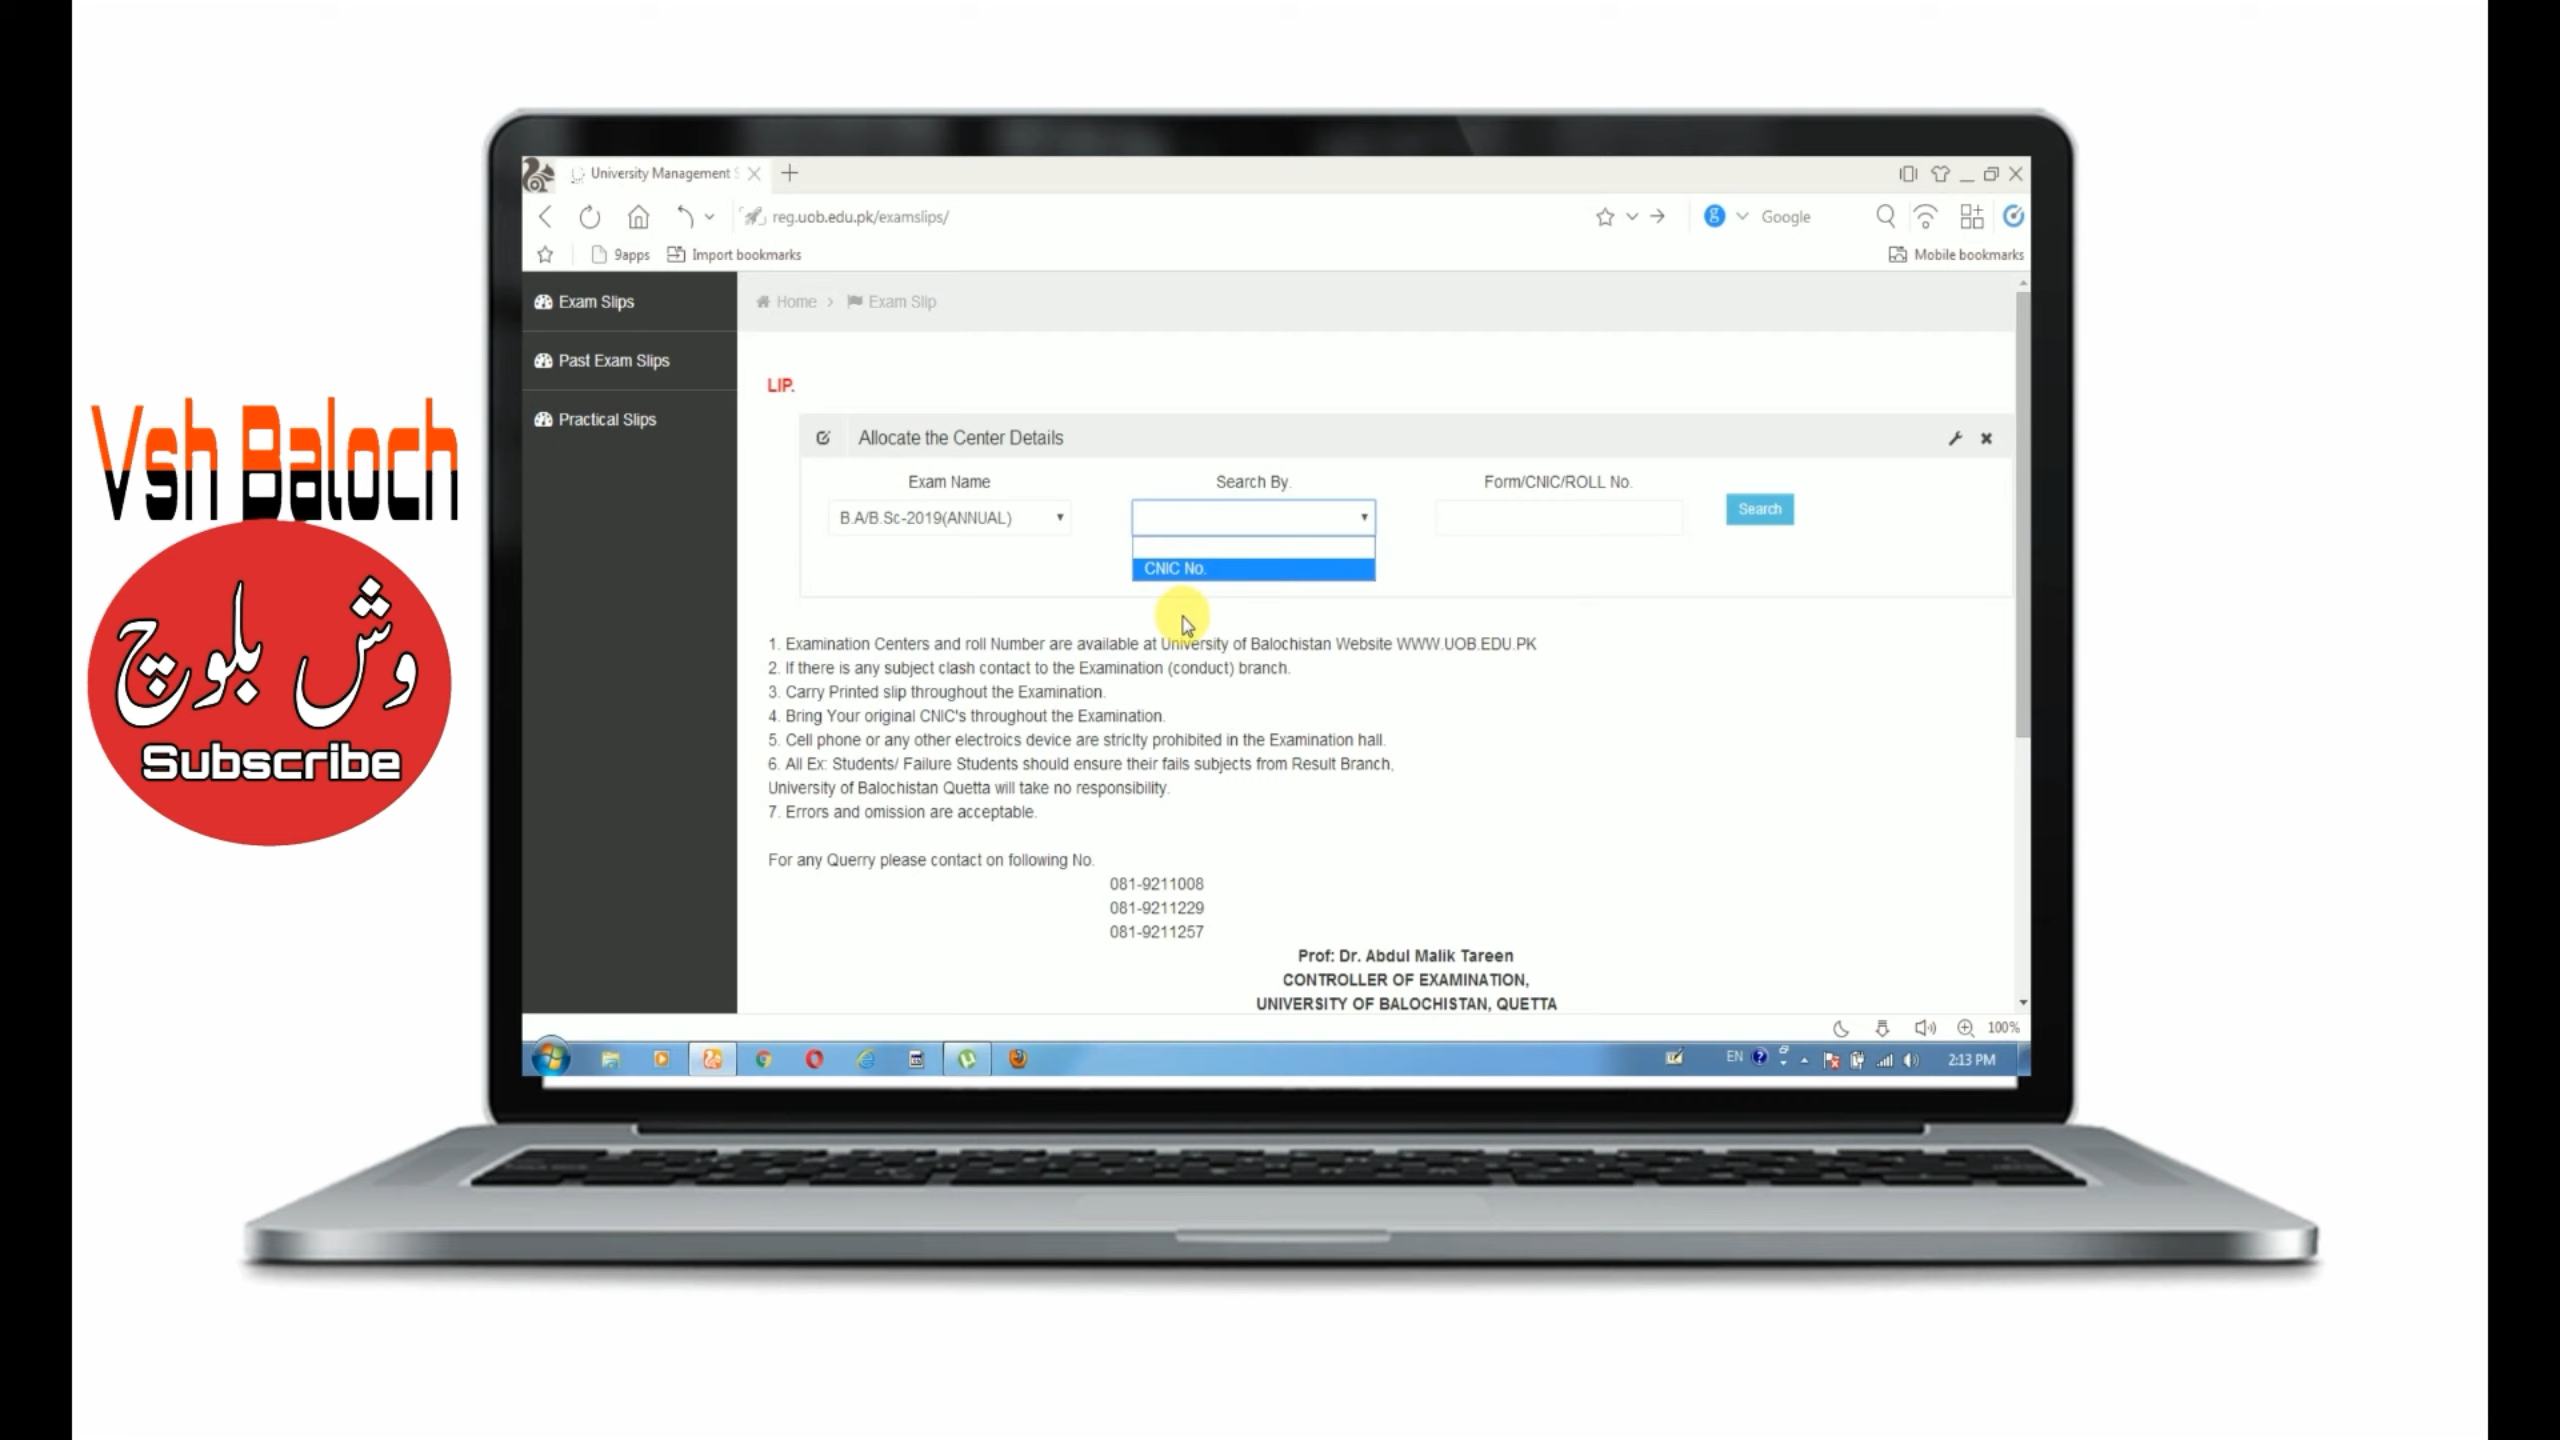 Vsh Baloch
وش بلوچ
Subscribe
University Management S
reg.uob.edu.pk/examslips/
Google
9apps
Import bookmarks
Mobile bookmarks
Exam Slips
Past Exam Slips
Practical Slips
Home > Exam Slip
LIP.
Allocate the Center Details
Exam Name
Search By.
Form/CNIC/ROLL No.
B.A/B.Sc-2019(ANNUAL)
Search
CNIC No.
1. Examination Centers and roll Number are available at University of Balochistan Website WWW.UOB.EDU.PK
2. If there is any subject clash contact to the Examination (conduct) branch.
3. Carry Printed slip throughout the Examination.
4. Bring Your original CNIC's throughout the Examination.
5. Cell phone or any other electroics device are striclty prohibited in the Examination hall.
6. All Ex: Students/ Failure Students should ensure their fails subjects from Result Branch,
University of Balochistan Quetta will take no responsibility.
7. Errors and omission are acceptable.
For any Querry please contact on following No.
081-9211008
081-9211229
081-9211257
Prof: Dr. Abdul Malik Tareen
CONTROLLER OF EXAMINATION,
UNIVERSITY OF BALOCHISTAN, QUETTA
100%
EN
2:13 PM